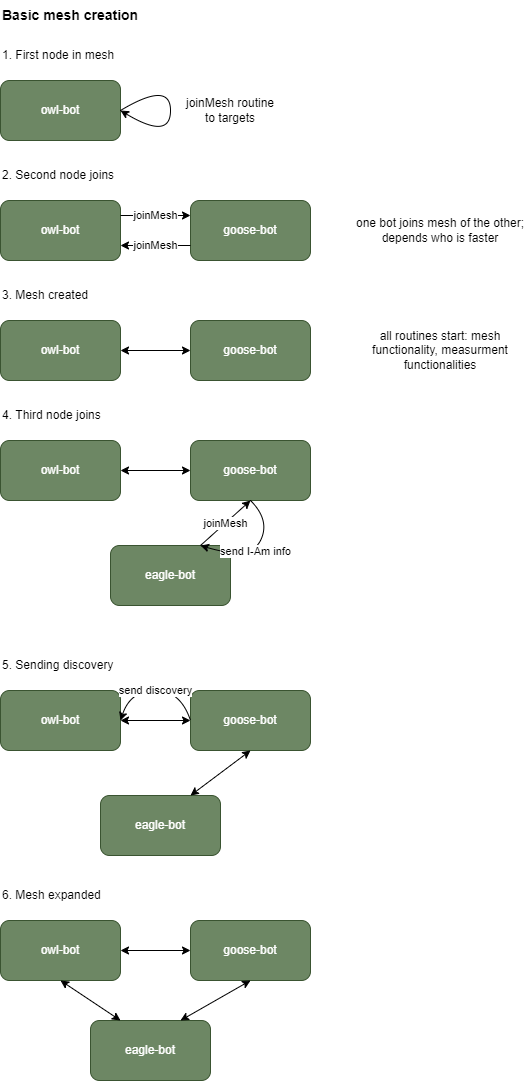 Basic mesh creation
1. First node in mesh
owl-bot
joinMesh routine
to targets
2. Second node joins
owl-bot
joinMesh
joinMesh
goose-bot
one bot joins mesh of the other;
depends who is faster
3. Mesh created
owl-bot
goose-bot
all routines start: mesh
functionality, measurment
functionalities
4. Third node joins
owl-bot
goose-bot
joinMesh
send I-Am info
eagle-bot
5. Sending discovery
send discovery
owl-bot
goose-bot
eagle-bot
6. Mesh expanded
owl-bot
goose-bot
eagle-bot